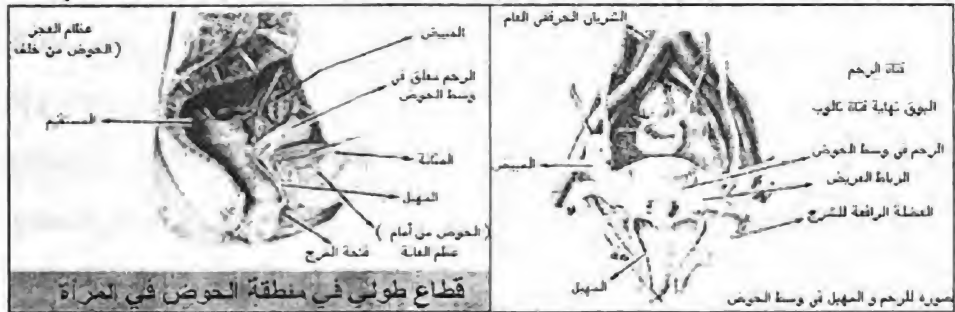 عظام العجز
( الحوض من خلف
المبيض
الرحم معلق في
وسط الحوض
المستقيم
المثانة
المهبل
( الحوض من أمام )
عظم العانة
فتحة الفرج
قطاع طولي في منطقة الحوض في المرأة
الشريان الحرقفي العام
قناة الرحم
البوق نهاية قناة كلوب
الرحم في وسط الحوض
المبيض
الرباط العريض
العضلة الرافعة للشرج
المهبل
صوره للرحم و المهبل في وسط الحوض